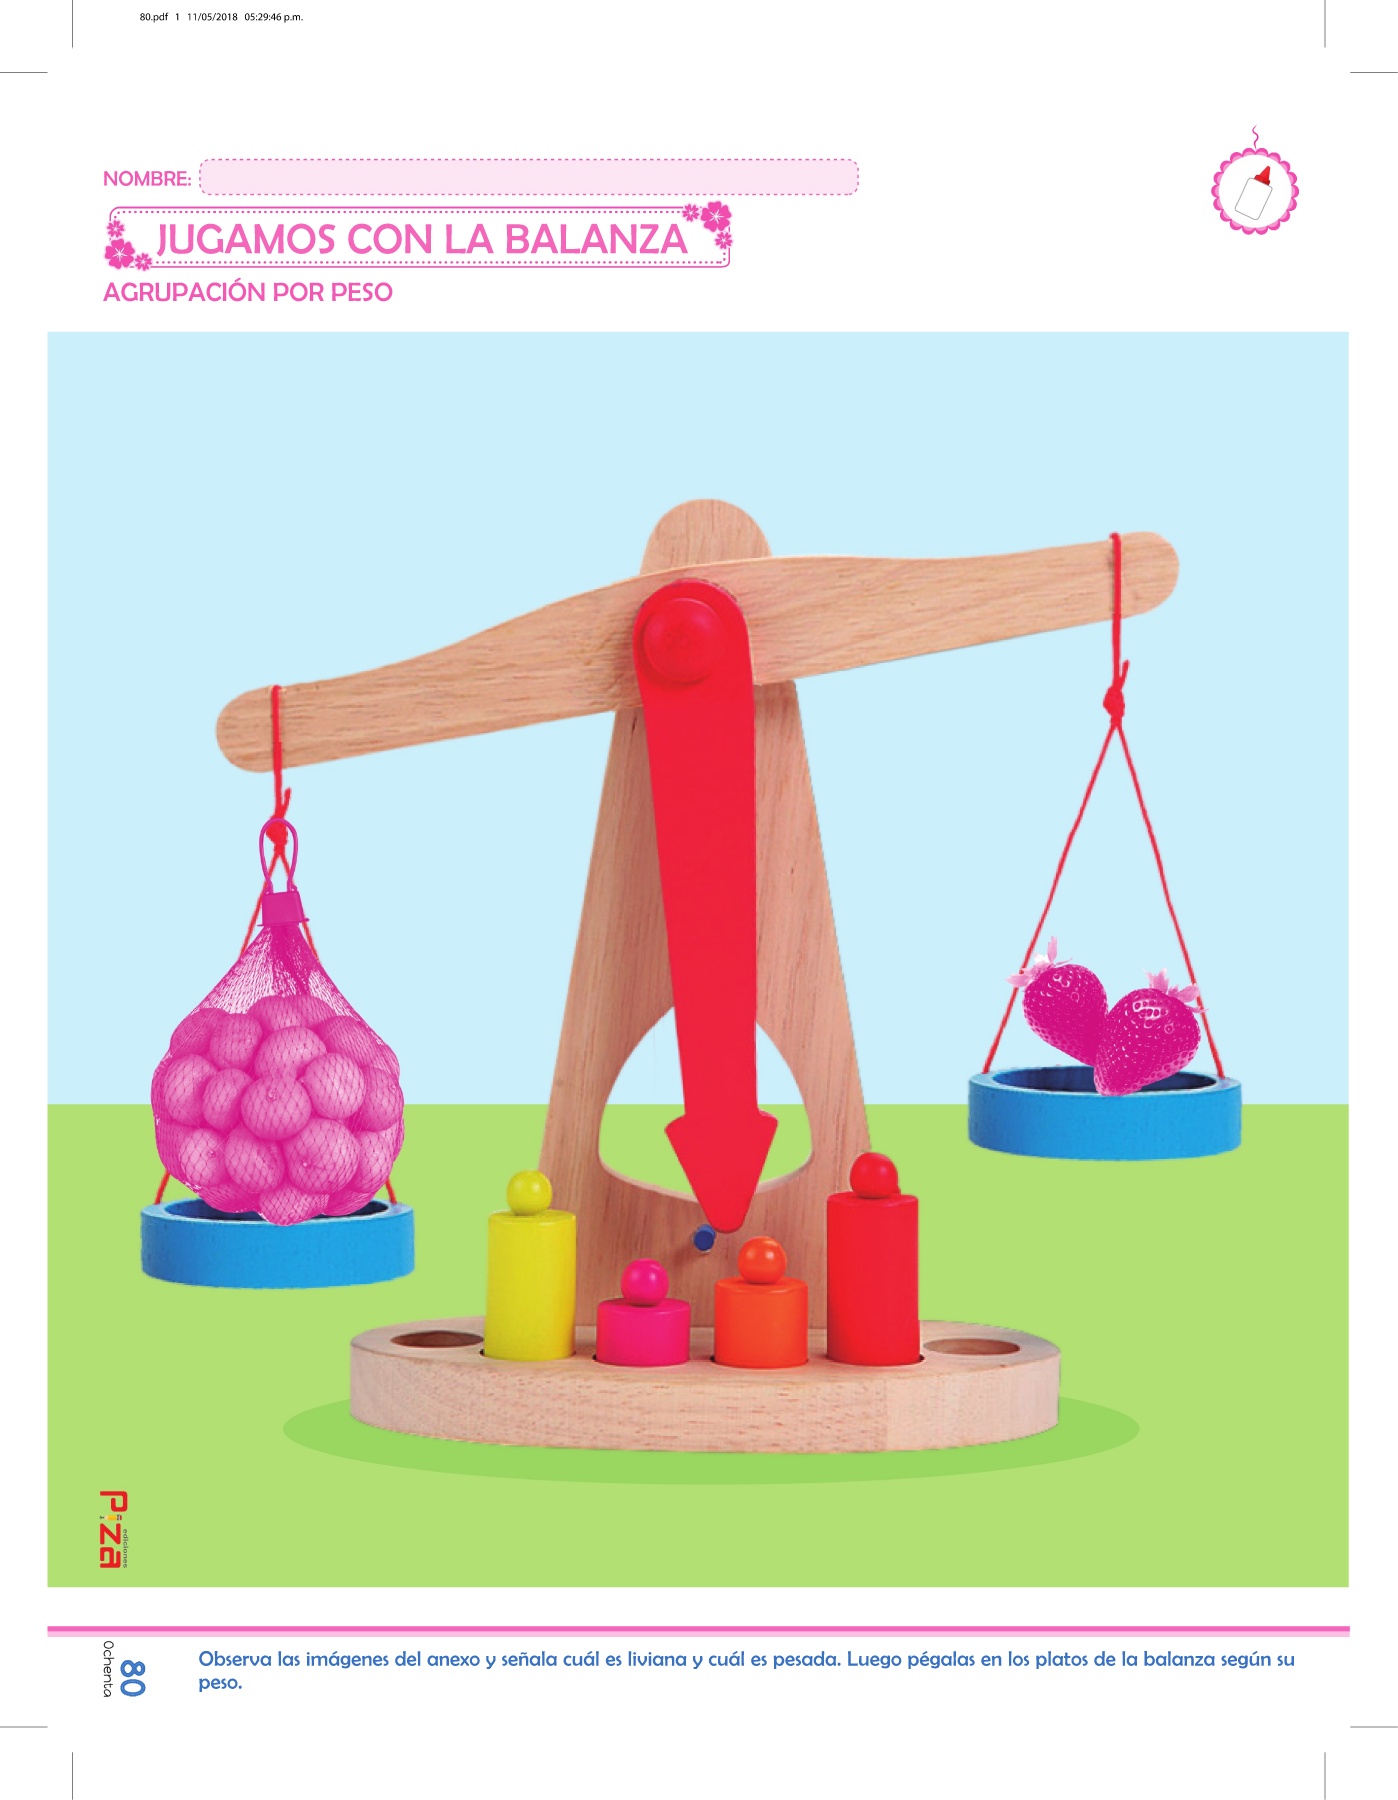 80.pdf 1 11/05/2018 05:29:46 p.m.
NOMBRE:
JUGAMOS CON LA BALANZA
AGRUPACIÓN POR PESO
Piza
ediciones
80
Ochenta
Observa las imágenes del anexo y señala cuál es liviana y cuál es pesada. Luego pégalas en los platos de la balanza según su
peso.